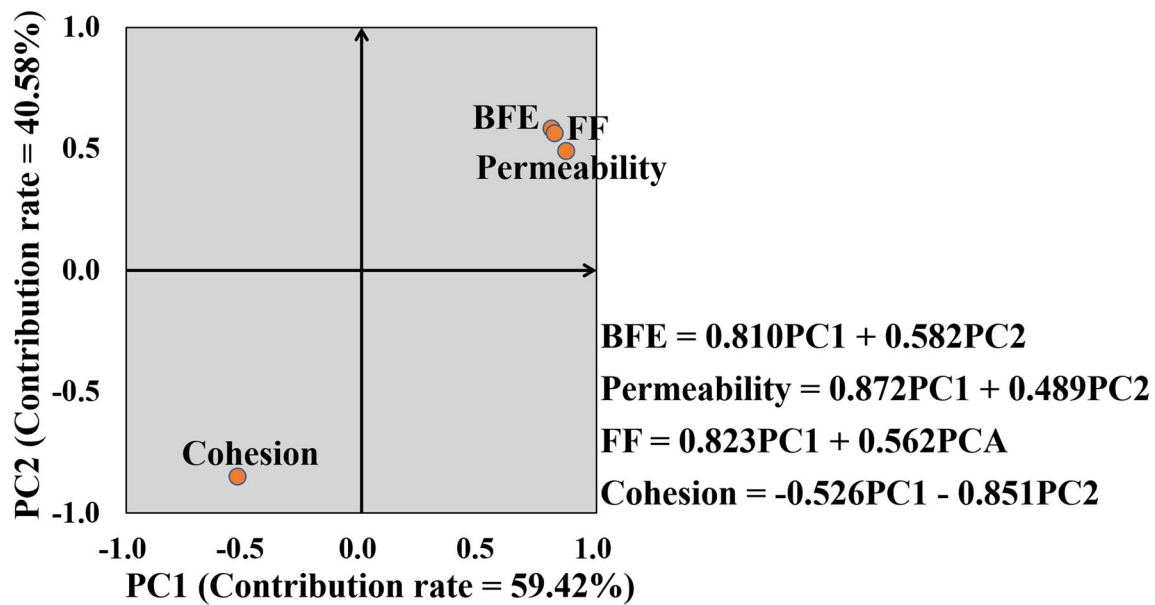 PC2 (Contribution rate = 40.58%)
1.0
0.5
0.0
-0.5
-1.0
BFE
FF
Permeability
Cohesion
BFE = 0.810PC1 + 0.582PC2
Permeability = 0.872PC1 + 0.489PC2
FF = 0.823PC1 + 0.562PCA
Cohesion = -0.526PC1 - 0.851PC2
-1.0 -0.5 0.0 0.5 1.0
PC1 (Contribution rate = 59.42%)